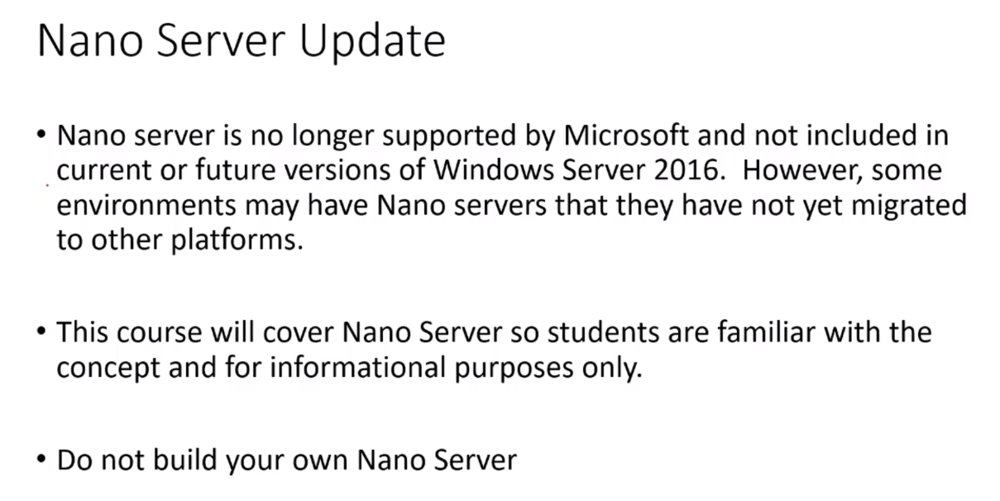 Nano Server Update
• Nano server is no longer supported by Microsoft and not included in
current or future versions of Windows Server 2016.  However, some
environments may have Nano servers that they have not yet migrated
to other platforms.
• This course will cover Nano Server so students are familiar with the
concept and for informational purposes only.
• Do not build your own Nano Server